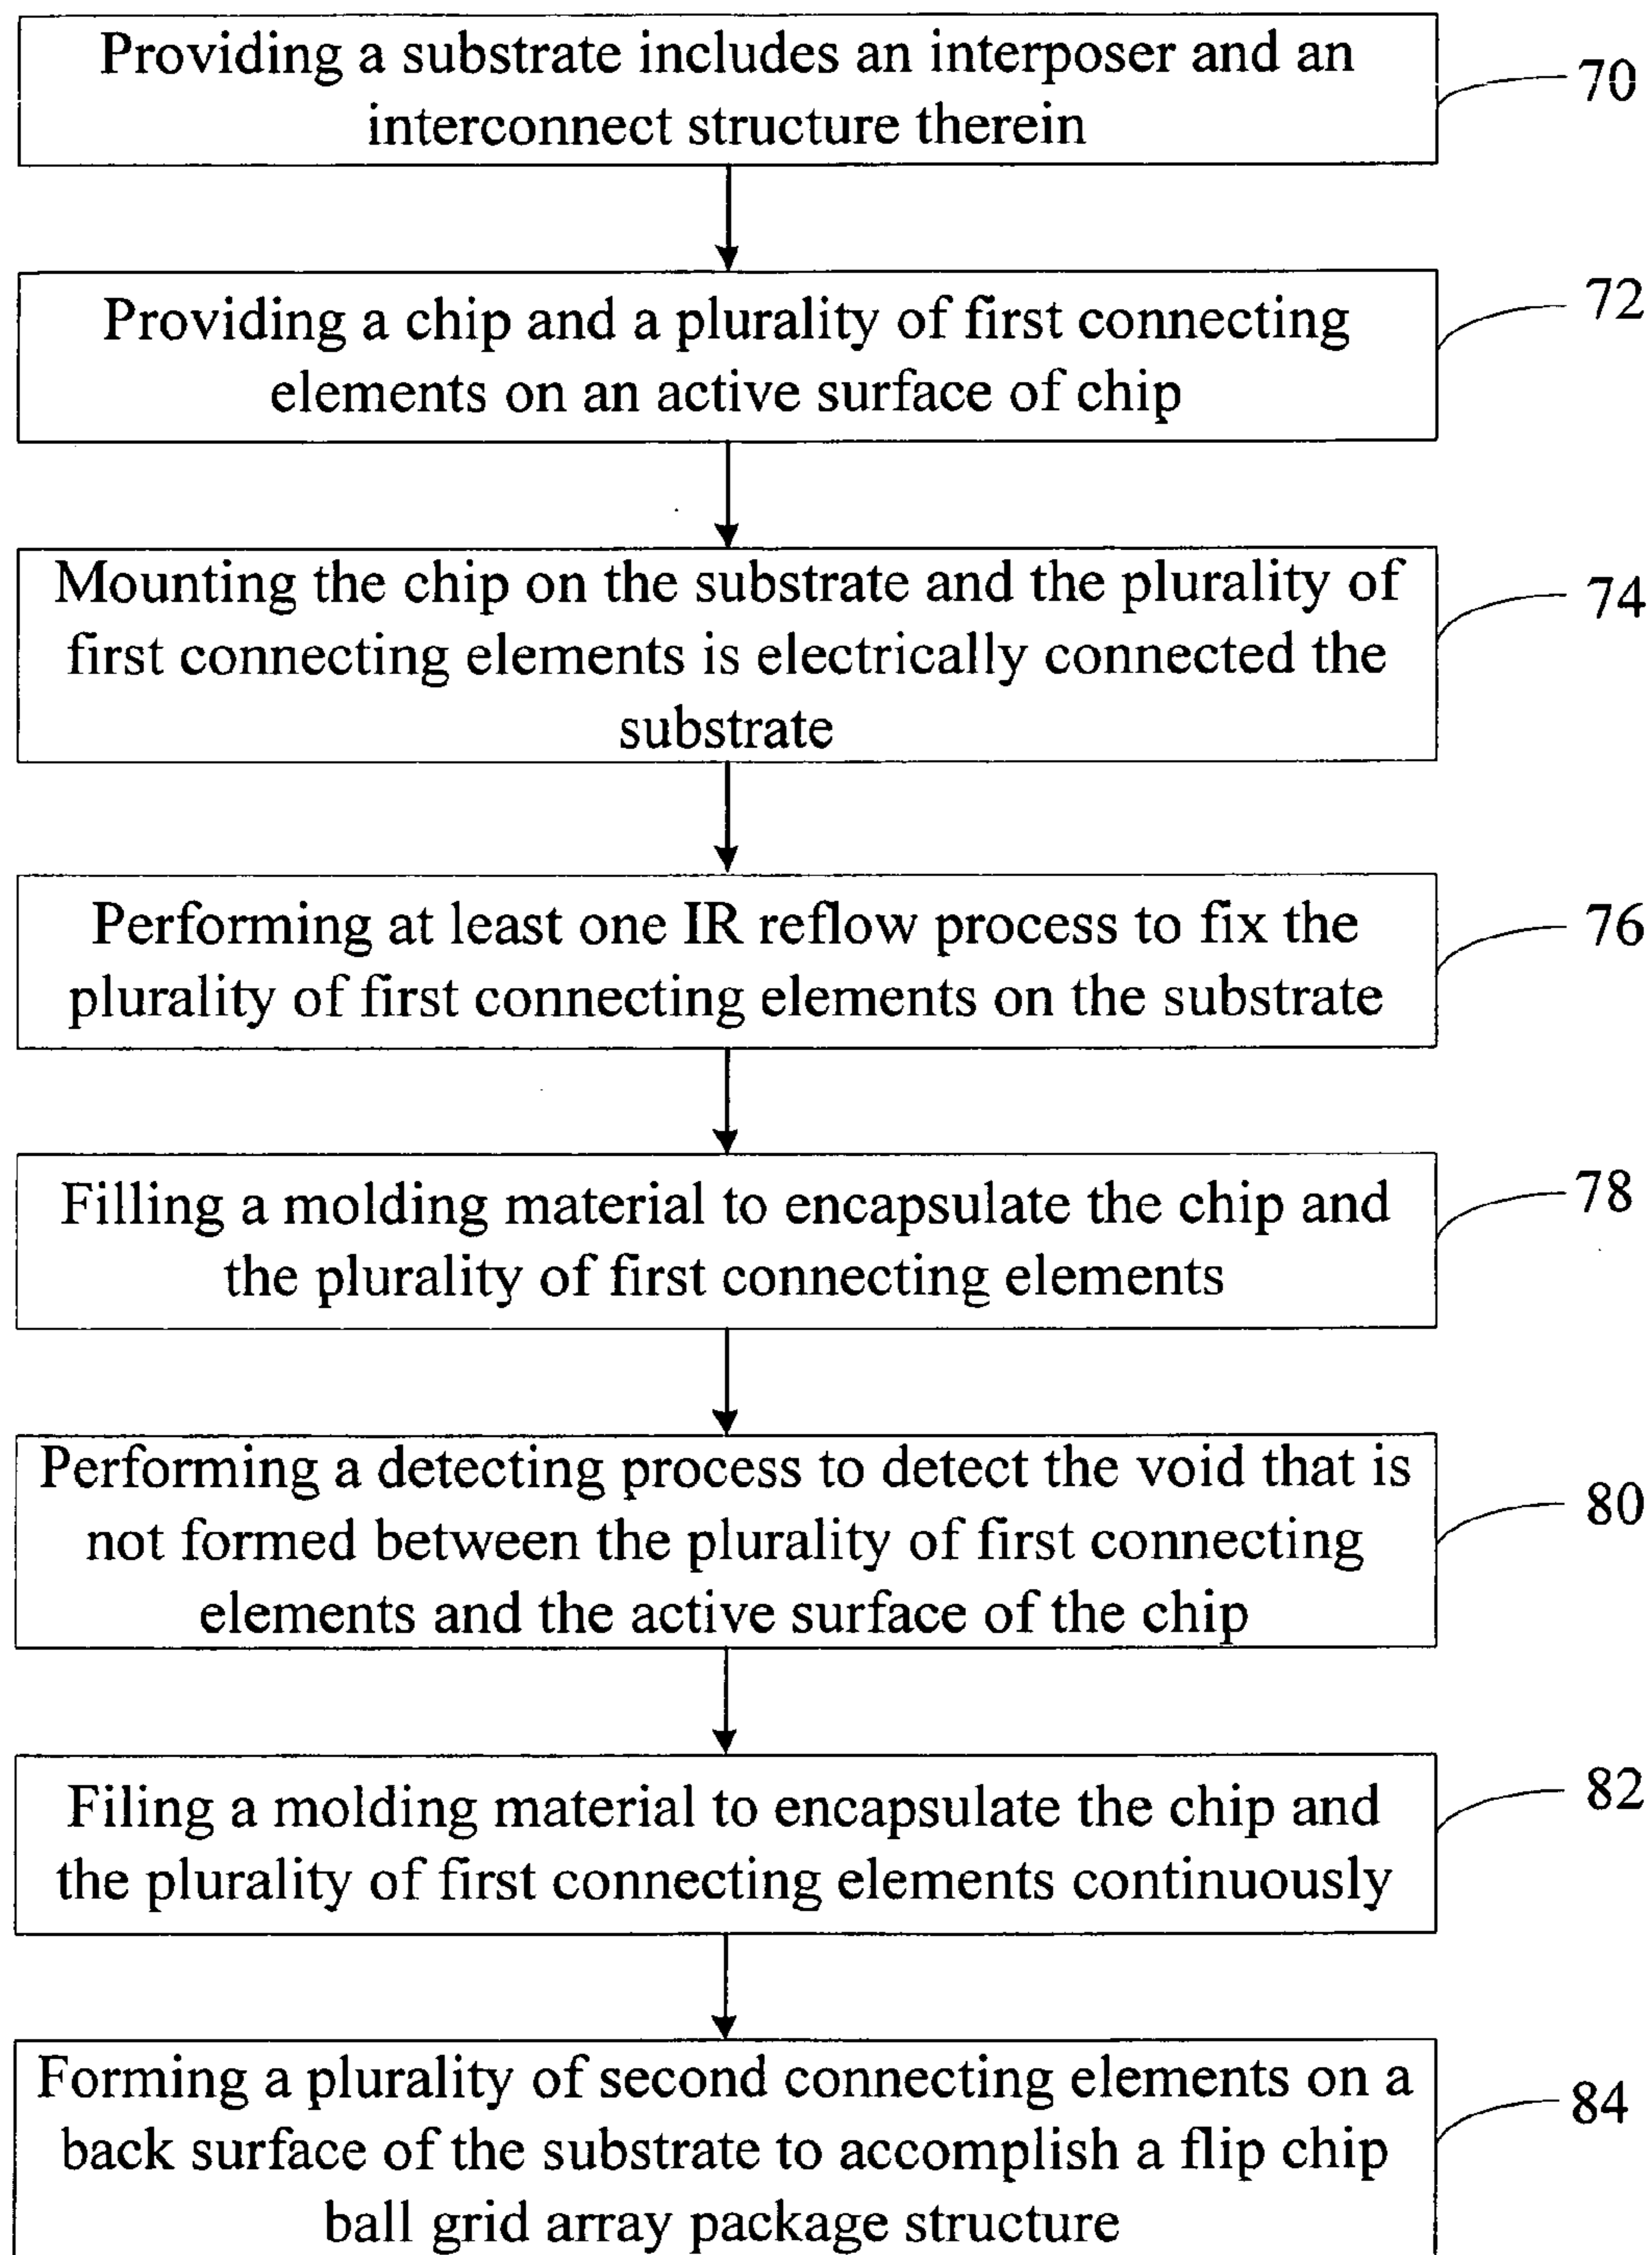 Providing a substrate includes an interposer and an
interconnect structure therein
70
Providing a chip and a plurality of first connecting
elements on an active surface of chip
72
Mounting the chip on the substrate and the plurality of
first connecting elements is electrically connected the
substrate
74
Performing at least one IR reflow process to fix the
plurality of first connecting elements on the substrate
76
Filling a molding material to encapsulate the chip and
the plurality of first connecting elements
78
Performing a detecting process to detect the void that is
not formed between the plurality of first connecting
elements and the active surface of the chip
80
Filing a molding material to encapsulate the chip and
the plurality of first connecting elements continuously
82
Forming a plurality of second connecting elements on a
back surface of the substrate to accomplish a flip chip
ball grid array package structure
84